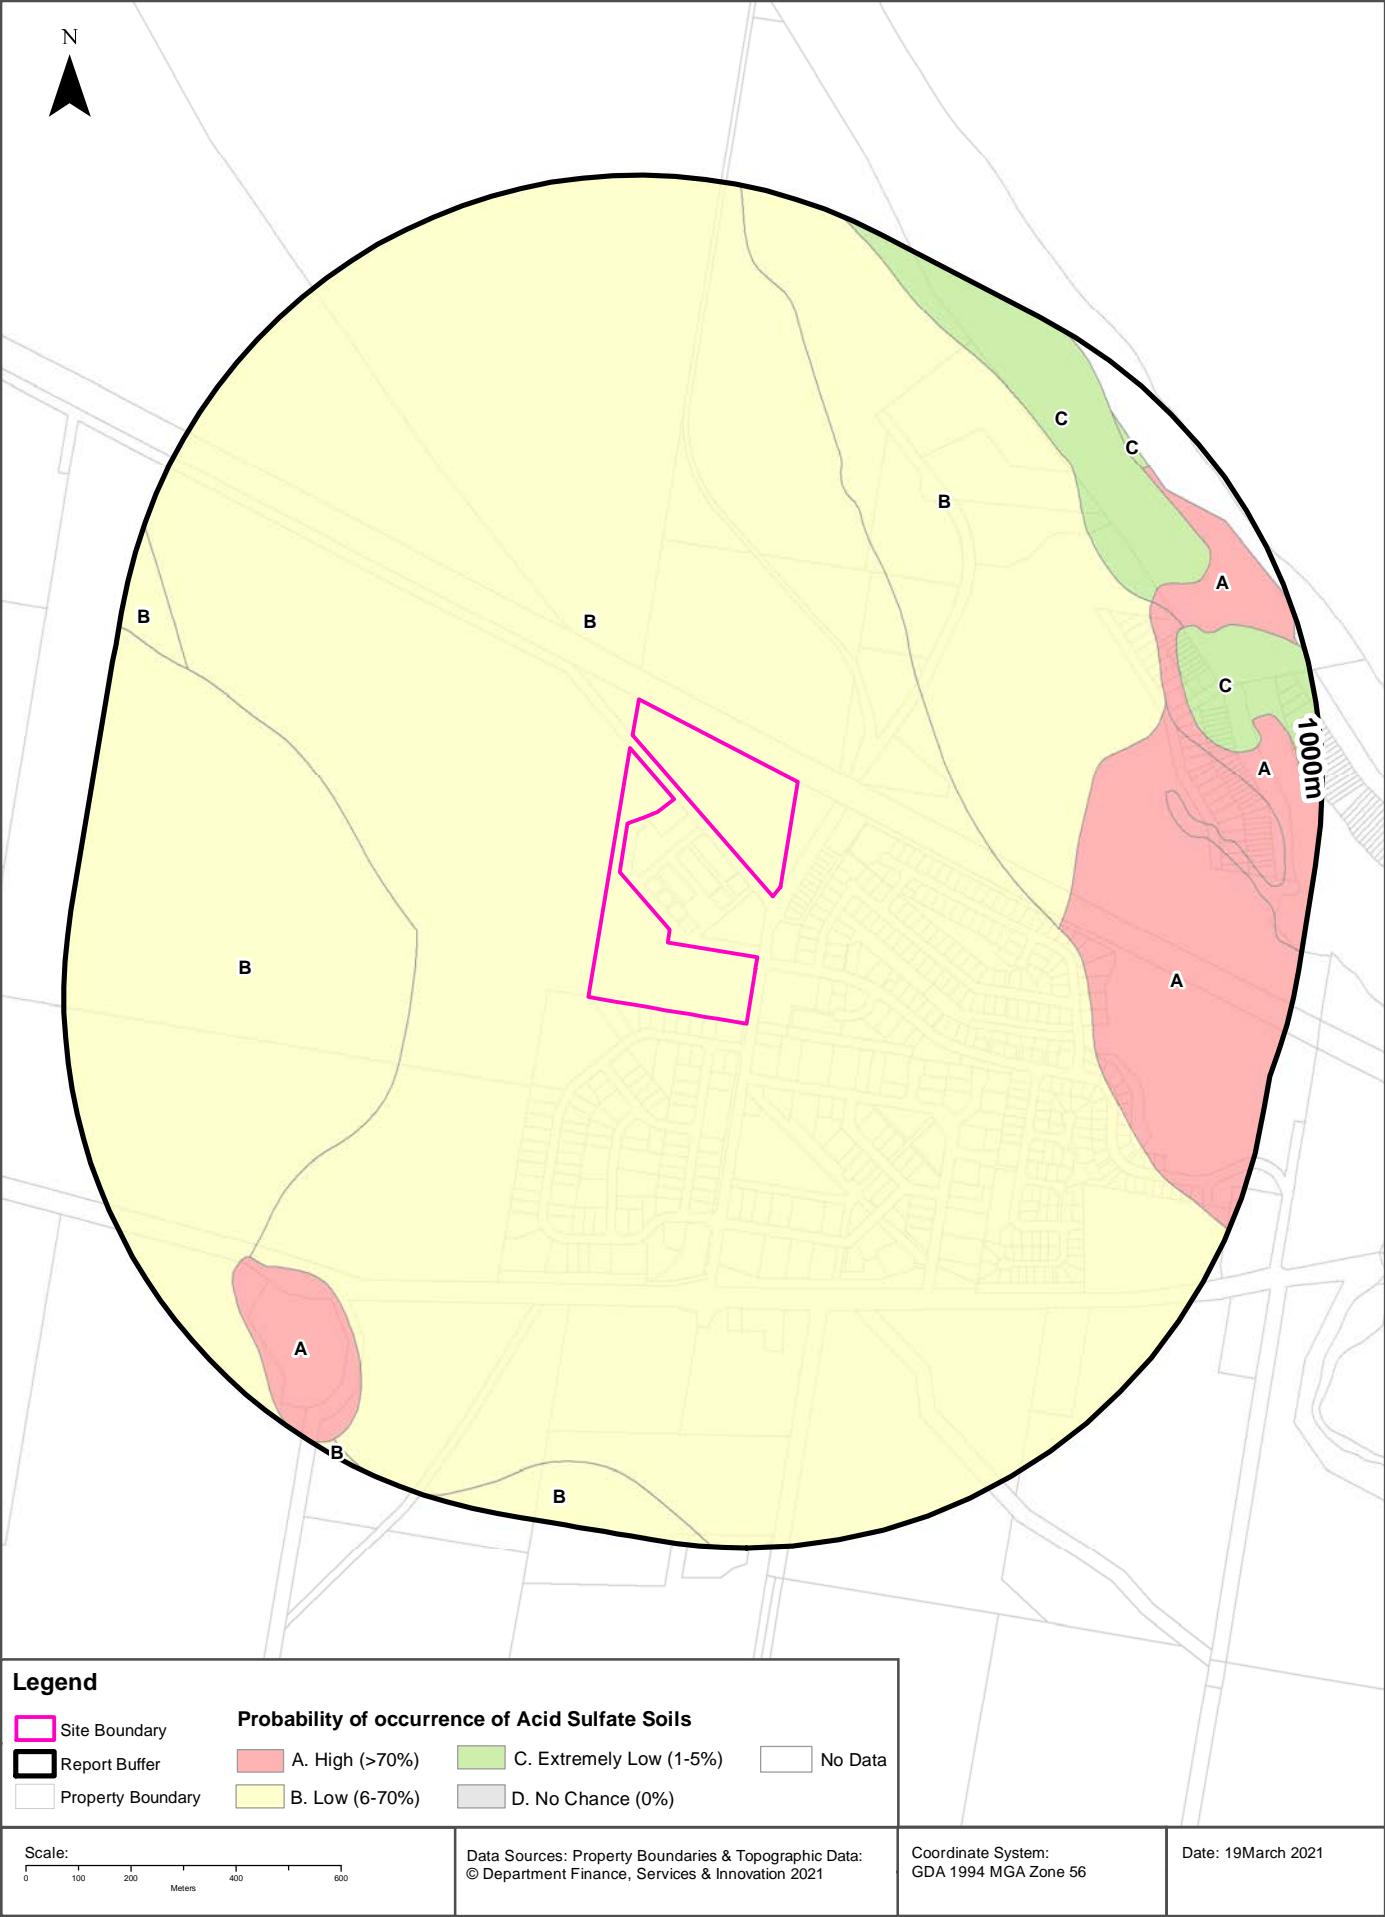 N
C
C
B
A
B
B
C
1000m
A
B
A
A
B
B
Legend
Site Boundary
Report Buffer
Property Boundary
Probability of occurrence of Acid Sulfate Soils
A. High (>70%)
B. Low (6-70%)
C. Extremely Low (1-5%)
D. No Chance (0%)
No Data
Scale:
0 100 200 400 600
Meters
Data Sources: Property Boundaries & Topographic Data:
© Department Finance, Services & Innovation 2021
Coordinate System:
GDA 1994 MGA Zone 56
Date: 19March 2021